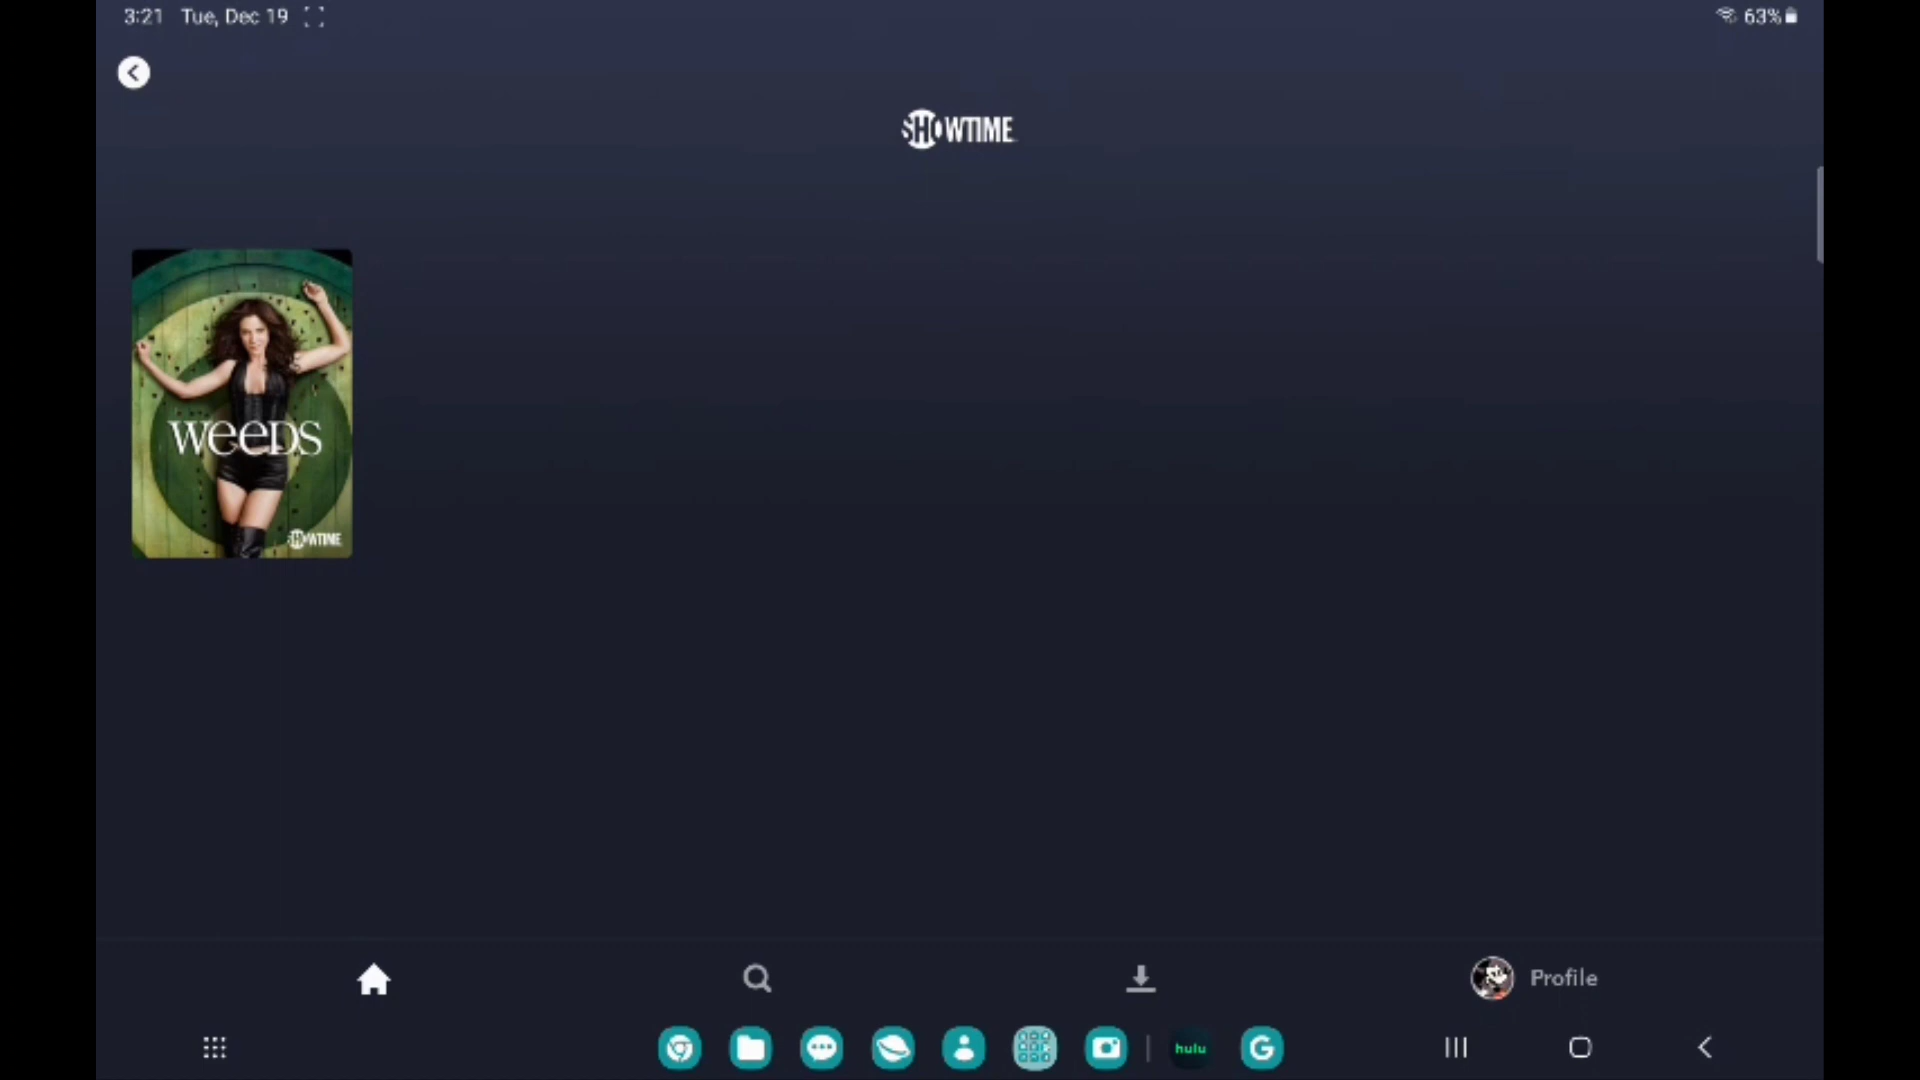 3:21 Tue, Dec 19
63%
SHOWTIME
weeds
SHOWTIME
Profile
hulu